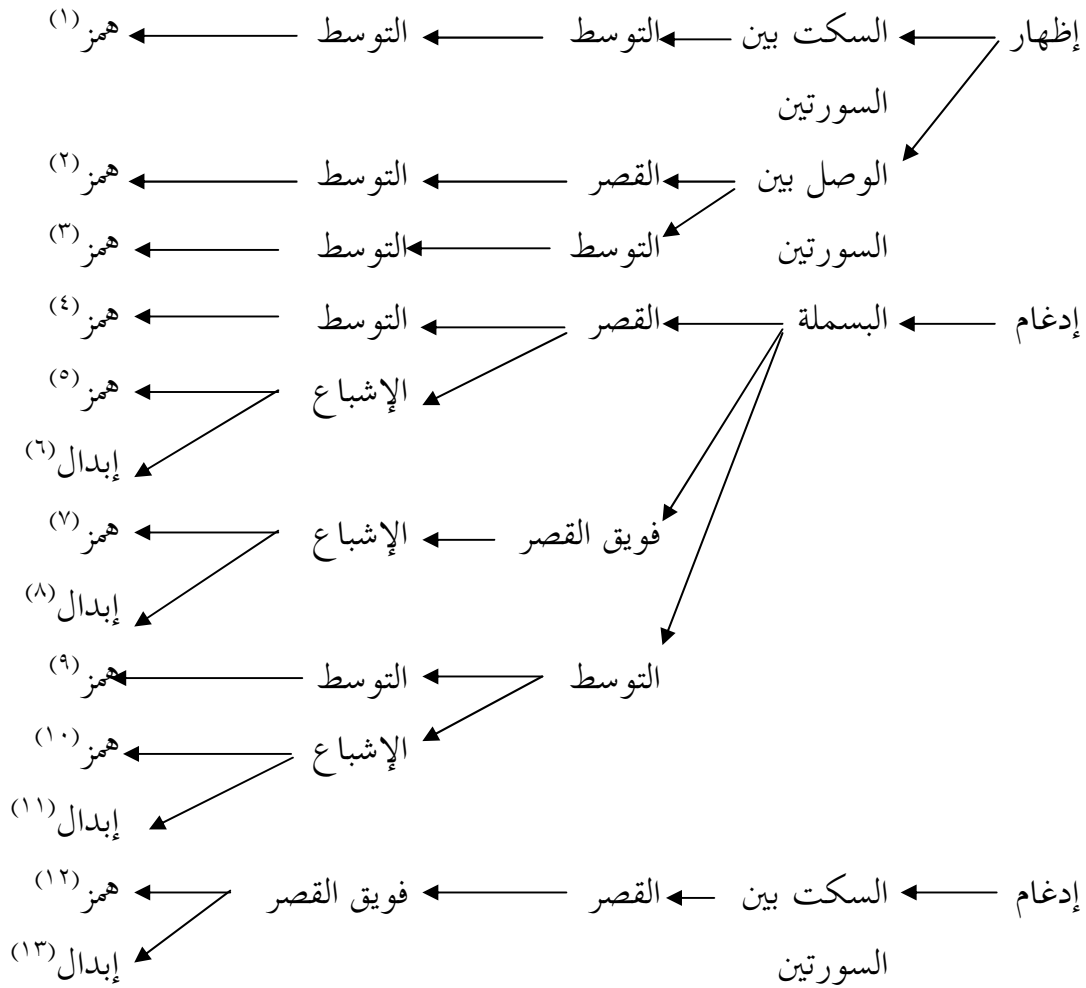 إظهار السكت بين التوسط التوسط همز(١)
السورتين
الوصل بين القصر التوسط همز(٢)
السورتين التوسط التوسط همز(٣)
إدغام البسملة القصر التوسط همز(٤)
الإشباع همز(٥)
إبدال(٦)
فويق القصر الإشباع همز(٧)
إبدال(٨)
التوسط التوسط همز(٩)
الإشباع همز(١٠)
إبدال(١١)
إدغام السكت بين القصر فويق القصر همز(١٢)
السورتين إبدال(١٣)